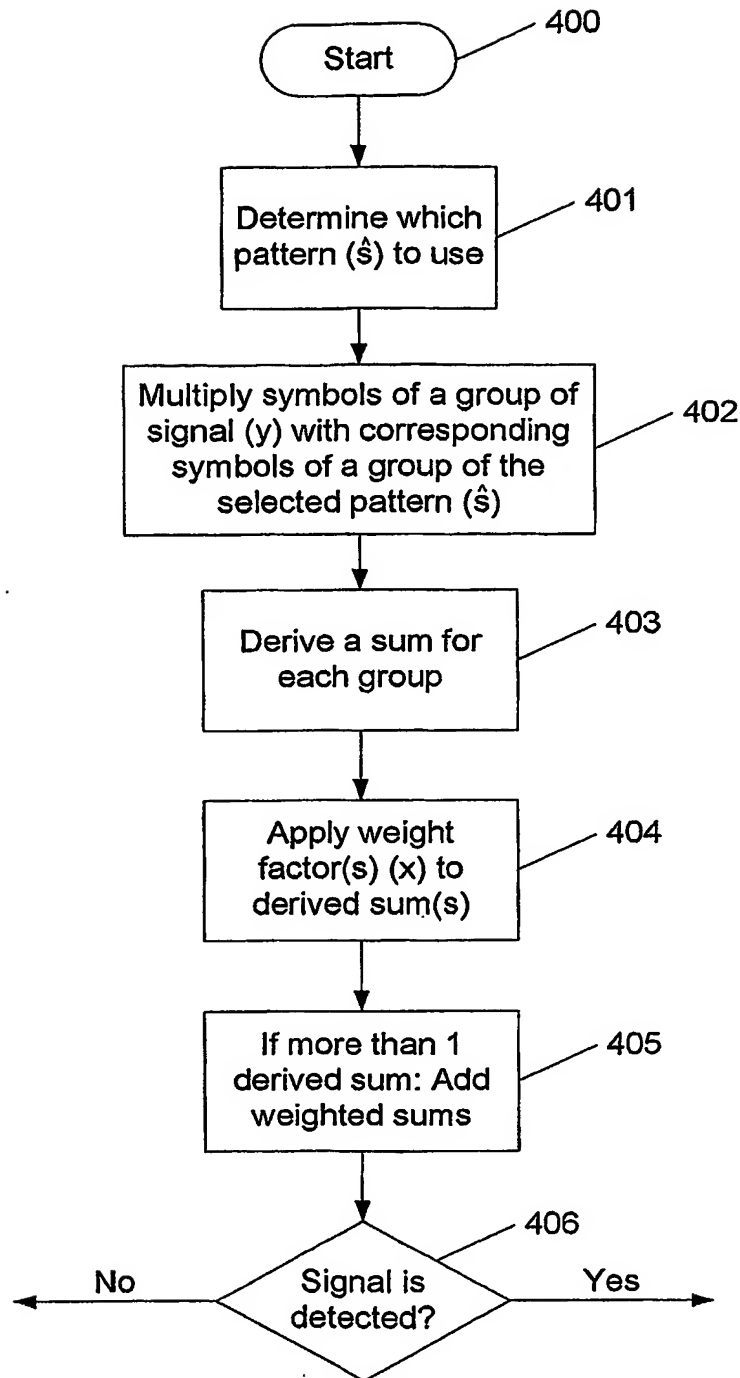 400
Start
401
Determine which
pattern (ŝ) to use
402
Multiply symbols of a group of
signal (y) with corresponding
symbols of a group of the
selected pattern (ŝ)
403
Derive a sum for
each group
404
Apply weight
factor(s) (x) to
derived sum(s)
405
If more than 1
derived sum: Add
weighted sums
406
No
Signal is
detected?
Yes